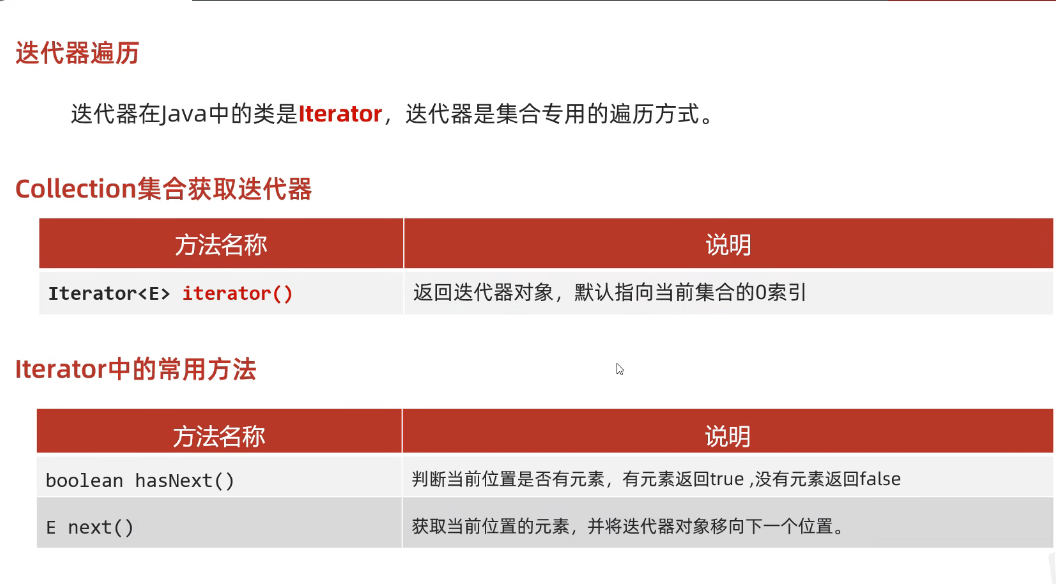 迭代器遍历
迭代器在Java中的类是Iterator，迭代器是集合专用的遍历方式。
Collection集合获取迭代器
方法名称 说明
Iterator<E> iterator() 返回迭代器对象，默认指向当前集合的0索引
Iterator中的常用方法
方法名称 说明
boolean hasNext() 判断当前位置是否有元素，有元素返回true ,没有元素返回false
E next() 获取当前位置的元素，并将迭代器对象移向下一个位置。